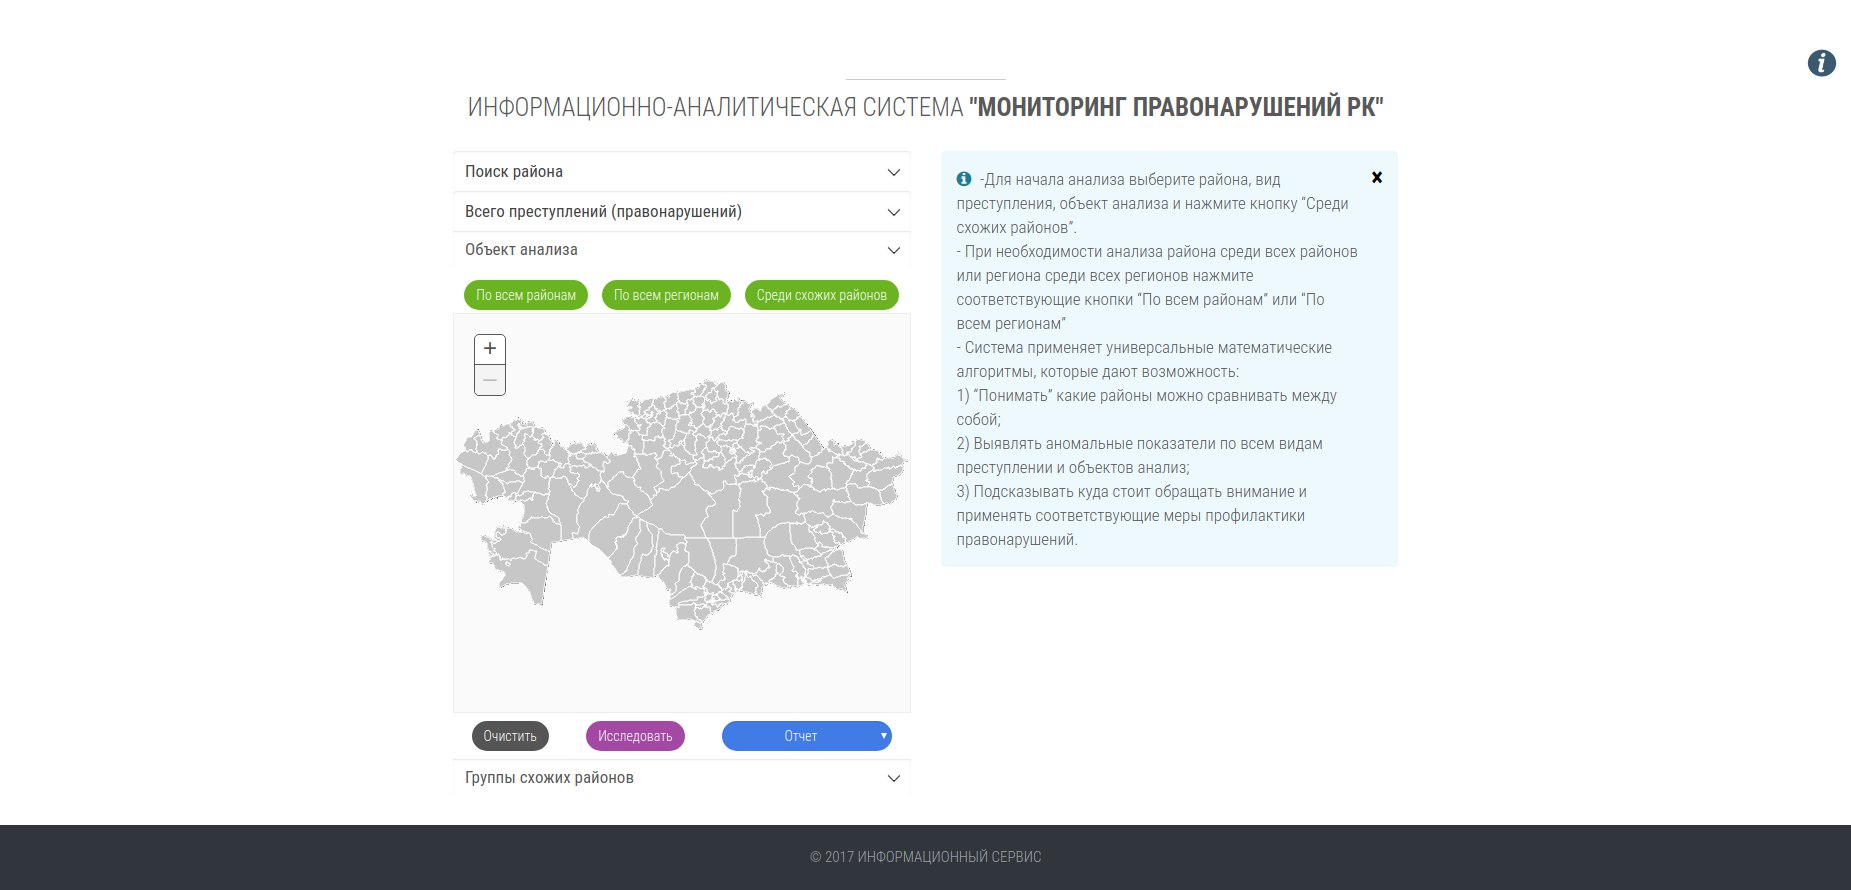 ИНФОРМАЦИОННО-АНАЛИТИЧЕСКАЯ СИСТЕМА "МОНИТОРИНГ ПРАВОНАРУШЕНИЙ РК"
Поиск района
Всего преступлений (правонарушений)
Объект анализа
По всем районам
По всем регионам
Среди схожих районов
+
–
Очистить
Исследовать
Отчет
Группы схожих районов
-Для начала анализа выберите района, вид
преступления, объект анализа и нажмите кнопку “Среди
схожих районов”.
- При необходимости анализа района среди всех районов
или региона среди всех регионов нажмите
соответствующие кнопки “По всем районам” или “По
всем регионам”
- Система применяет универсальные математические
алгоритмы, которые дают возможность:
1) “Понимать” какие районы можно сравнивать между
собой;
2) Выявлять аномальные показатели по всем видам
преступлении и объектов анализ;
3) Подсказывать куда стоит обращать внимание и
применять соответствующие меры профилактики
правонарушений.
© 2017 ИНФОРМАЦИОННЫЙ СЕРВИС